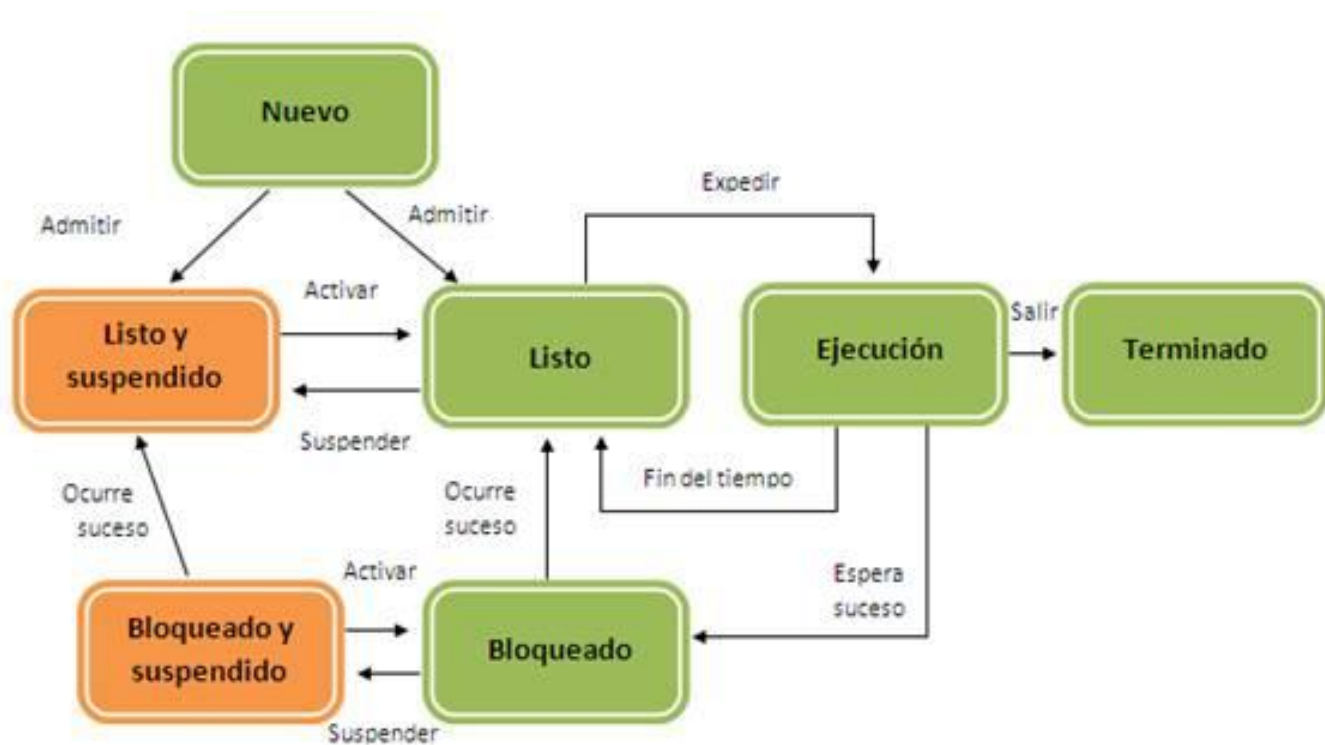 Nuevo
Expedir
Admitir
Admitir
Activar
Salir
Listo y
suspendido
Listo
Ejecución
Terminado
Suspender
Fin del tiempo
Ocurre
suceso
Ocurre
suceso
Activar
Espera
suceso
Bloqueado y
suspendido
Bloqueado
Suspender